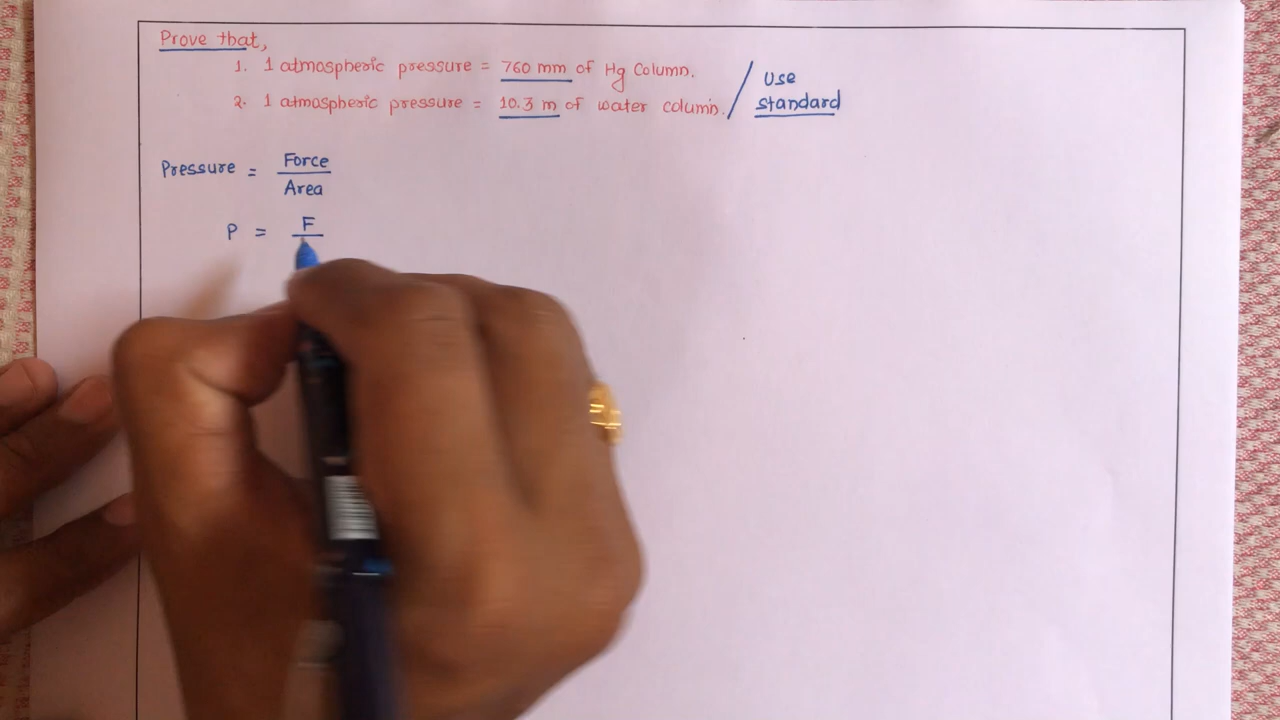 Prove that,
1. 1 atmospheric pressure = 760 mm of Hg Column.
2. 1 atmospheric pressure = 10.3 m of water column.
/ Use
standard
Pressure = Force
Area
P = F